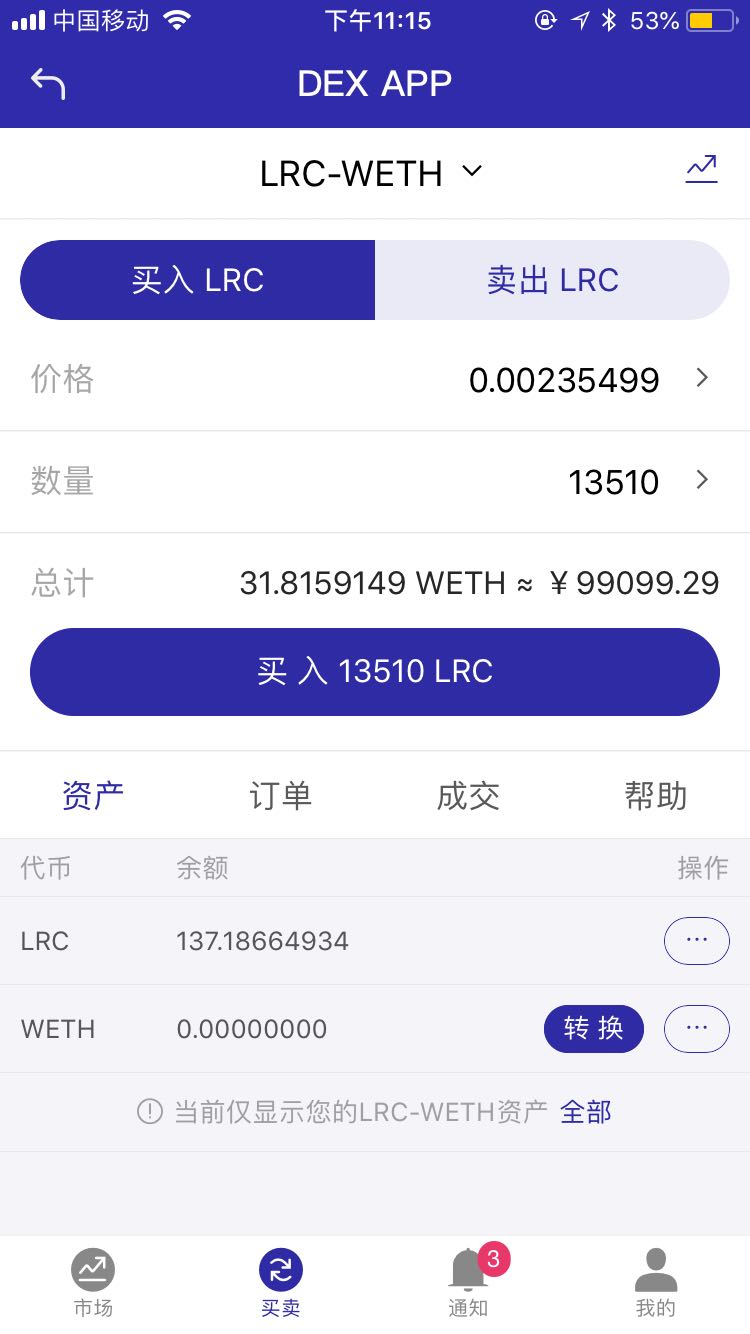 中国移动 下午11:15 53%
DEX APP
LRC-WETH
买入 LRC 卖出 LRC
价格 0.00235499
数量 13510
总计 31.8159149 WETH ≈ ¥99099.29
买 入 13510 LRC
资产 订单 成交 帮助
代币 余额 操作
LRC 137.18664934 ...
WETH 0.00000000 转 换 ...
当前仅显示您的LRC-WETH资产 全部
3
市场 买卖 通知 我的